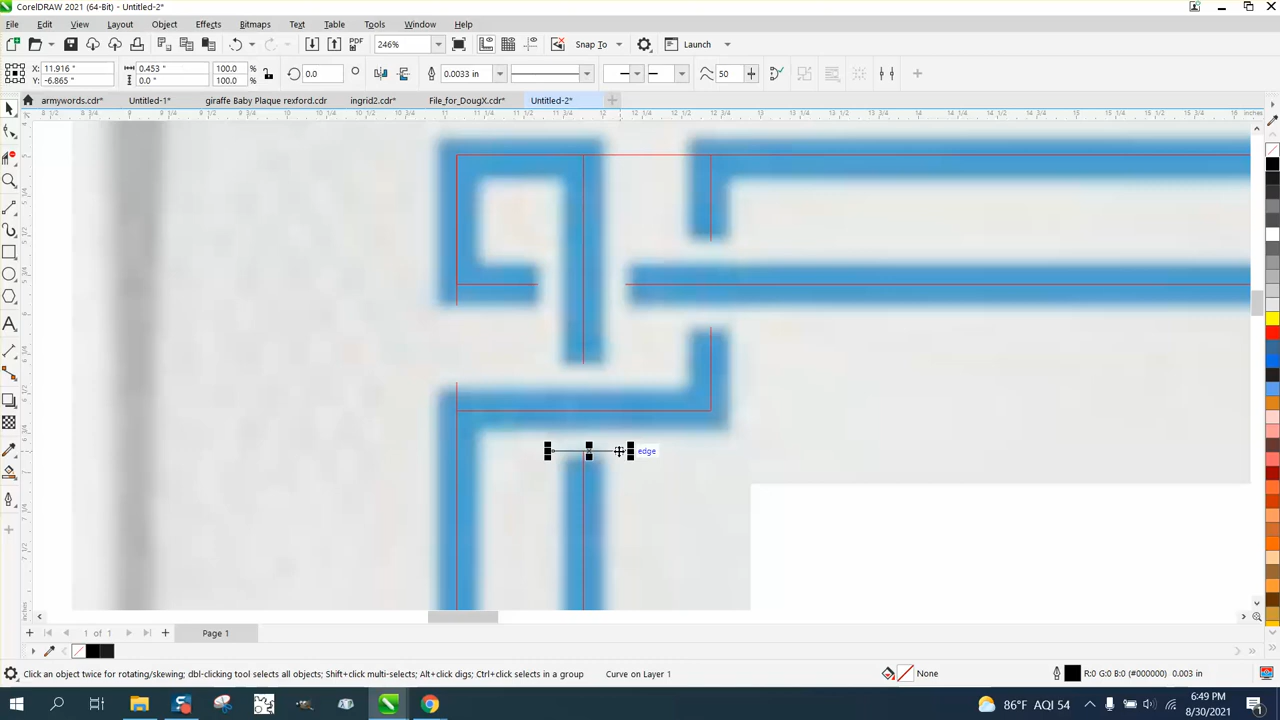 CorelDRAW 2021 (64-Bit) - Untitled-2*
File Edit View Layout Object Effects Bitmaps Text Table Tools Window Help
PDF 246% Snap To Launch
X: 11.916 " 0.453 in 100.0 %
Y: -6.865 " 0.0 " 100.0 %
0.0 0.0033 in 50
armywords.cdr* Untitled-1* giraffe Baby Plaque rexford.cdr ingrid2.cdr* File_for_DougX.cdr* Untitled-2*
inches
edge
1 of 1 Page 1
Click an object twice for rotating/skewing; dbl-clicking tool selects all objects; Shift+click multi-selects; Alt+click digs; Ctrl+click selects in a group Curve on Layer 1 None R:0 G:0 B:0 (#000000) 0.003 in
86°F AQI 54 6:49 PM
8/30/2021